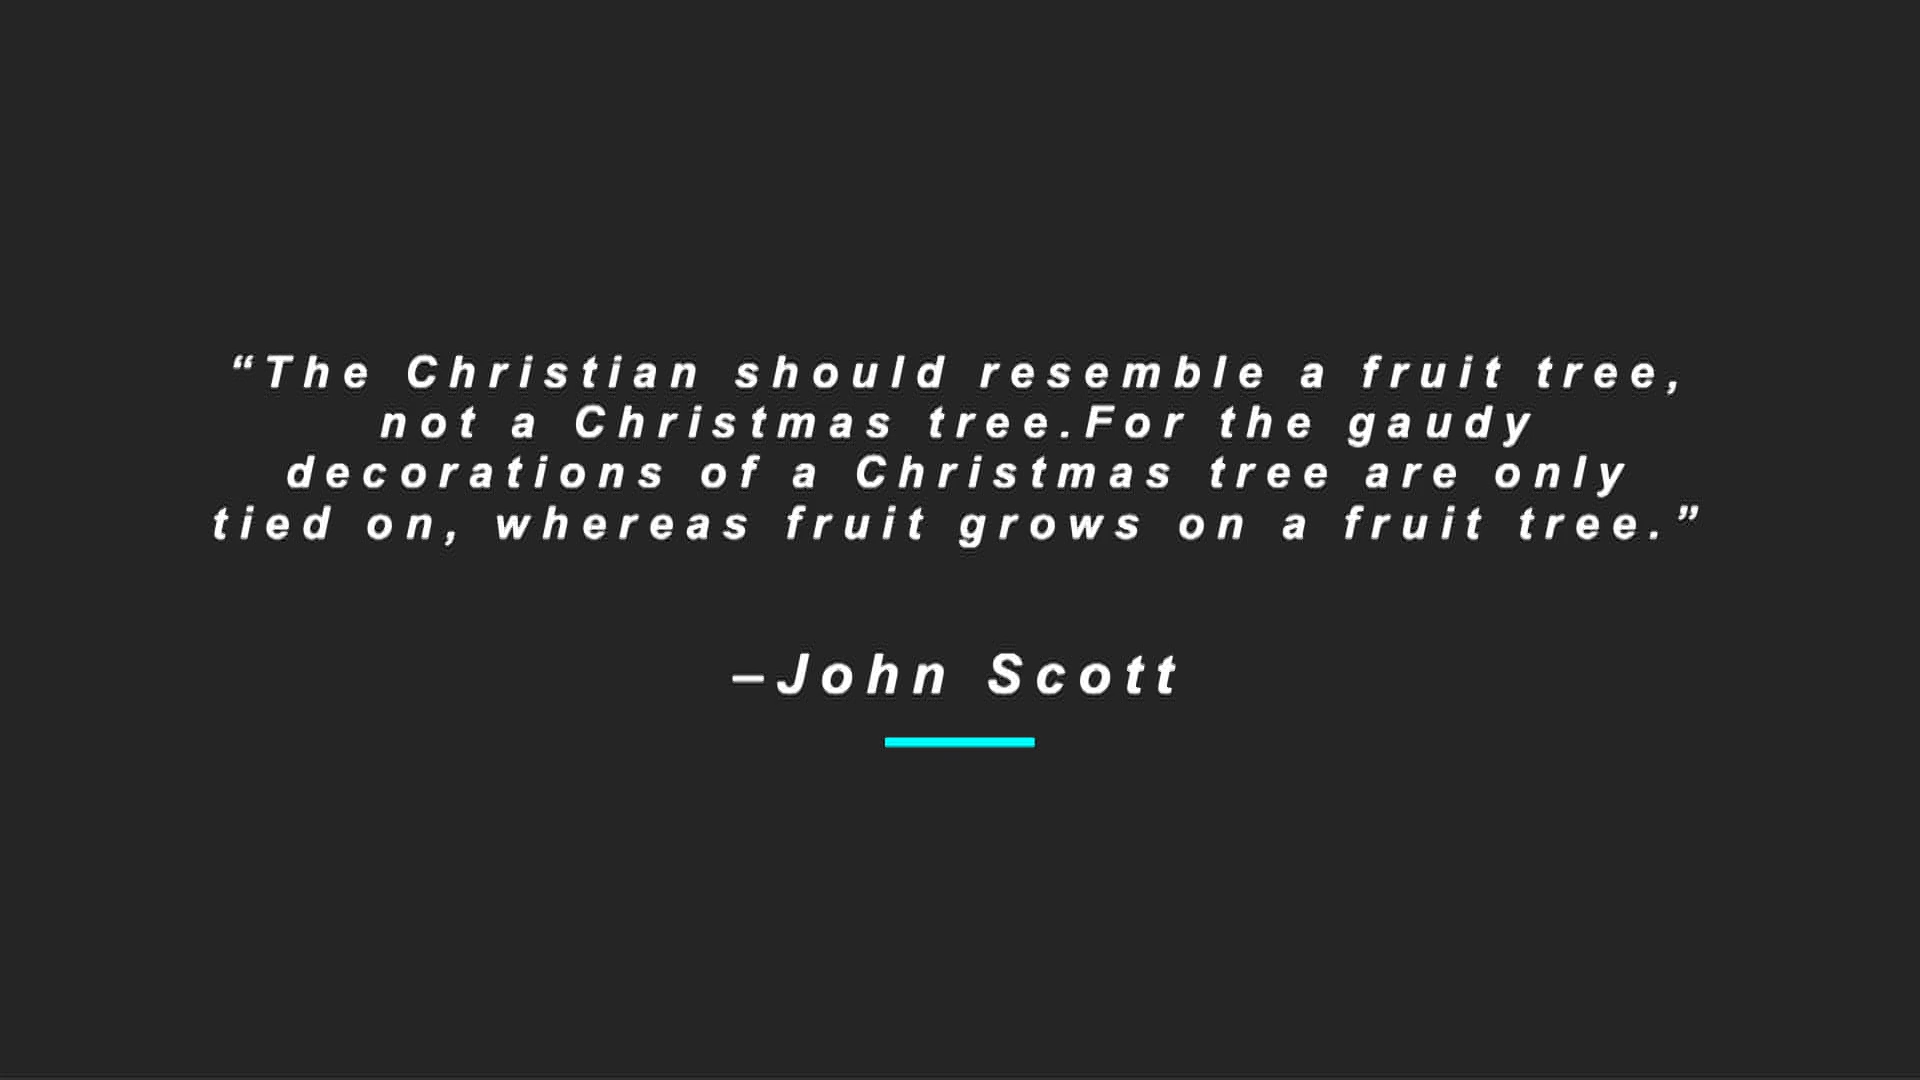 “The Christian should resemble a fruit tree,
not a Christmas tree.For the gaudy
decorations of a Christmas tree are only
tied on, whereas fruit grows on a fruit tree.”
–John Scott